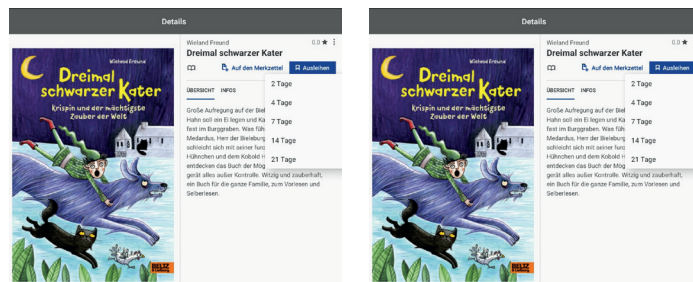 Details
Wieland Freund
Dreimal
schwarzer Kater
Krispin und der mächtigste
Zauber der Welt
BELTZ
& Gelberg
Wieland Freund
0.0 ★
Dreimal schwarzer Kater
Auf den Merkzettel
Ausleihen
2 Tage
4 Tage
7 Tage
14 Tage
21 Tage
ÜBERSICHT INFOS
Große Aufregung auf der Biel
Hahn soll ein Ei legen und Ka
fast im Burggraben. Was füh
Medardus, Herr der Bieleburg
schleicht sich mit seiner furc
Hühnchen und dem Kobold H
entdecken das Buch der Mög
gerät alles außer Kontrolle. Witzig und zauberhaft,
ein Buch für die ganze Familie, zum Vorlesen und
Selberlesen.
Details
Wieland Freund
Dreimal
schwarzer Kater
Krispin und der mächtigste
Zauber der Welt
BELTZ
& Gelberg
Wieland Freund
0.0 ★
Dreimal schwarzer Kater
Auf den Merkzettel
Ausleihen
2 Tage
4 Tage
7 Tage
14 Tage
21 Tage
ÜBERSICHT INFOS
Große Aufregung auf der Biel
Hahn soll ein Ei legen und Ka
fast im Burggraben. Was füh
Medardus, Herr der Bieleburg
schleicht sich mit seiner furc
Hühnchen und dem Kobold H
entdecken das Buch der Mög
gerät alles außer Kontrolle. Witzig und zauberhaft,
ein Buch für die ganze Familie, zum Vorlesen und
Selberlesen.